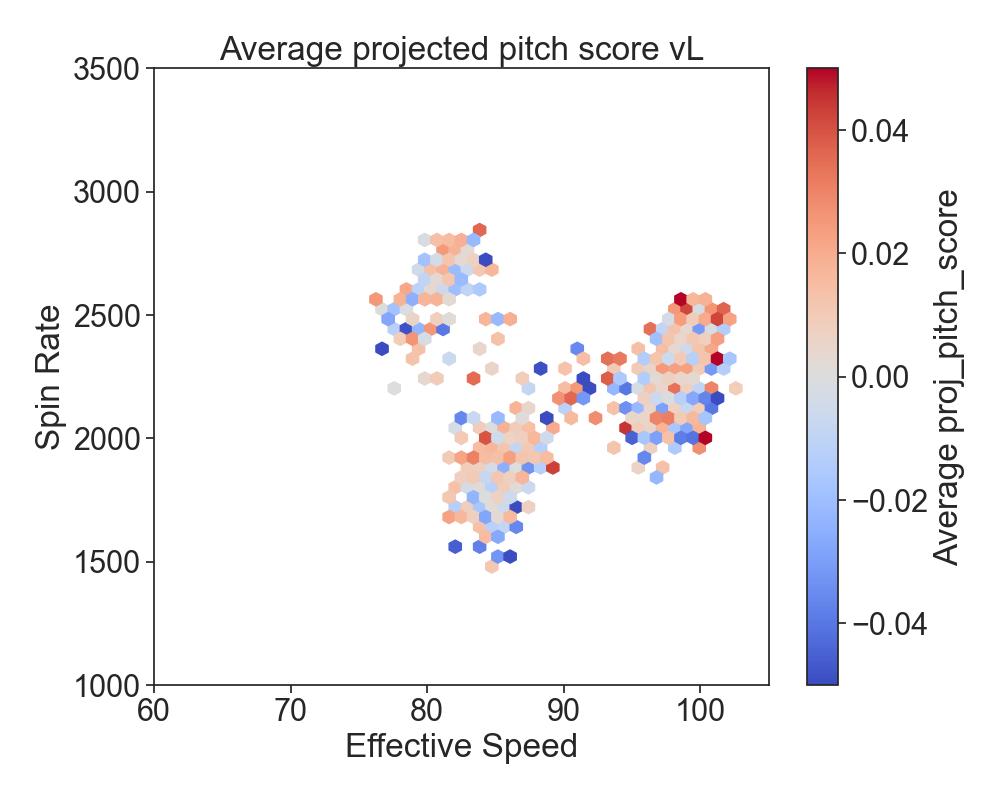 Average projected pitch score vL
3500
3000
2500
2000
1500
1000
Spin Rate
60 70 80 90 100
Effective Speed
0.04
0.02
0.00
−0.02
−0.04
Average proj_pitch_score